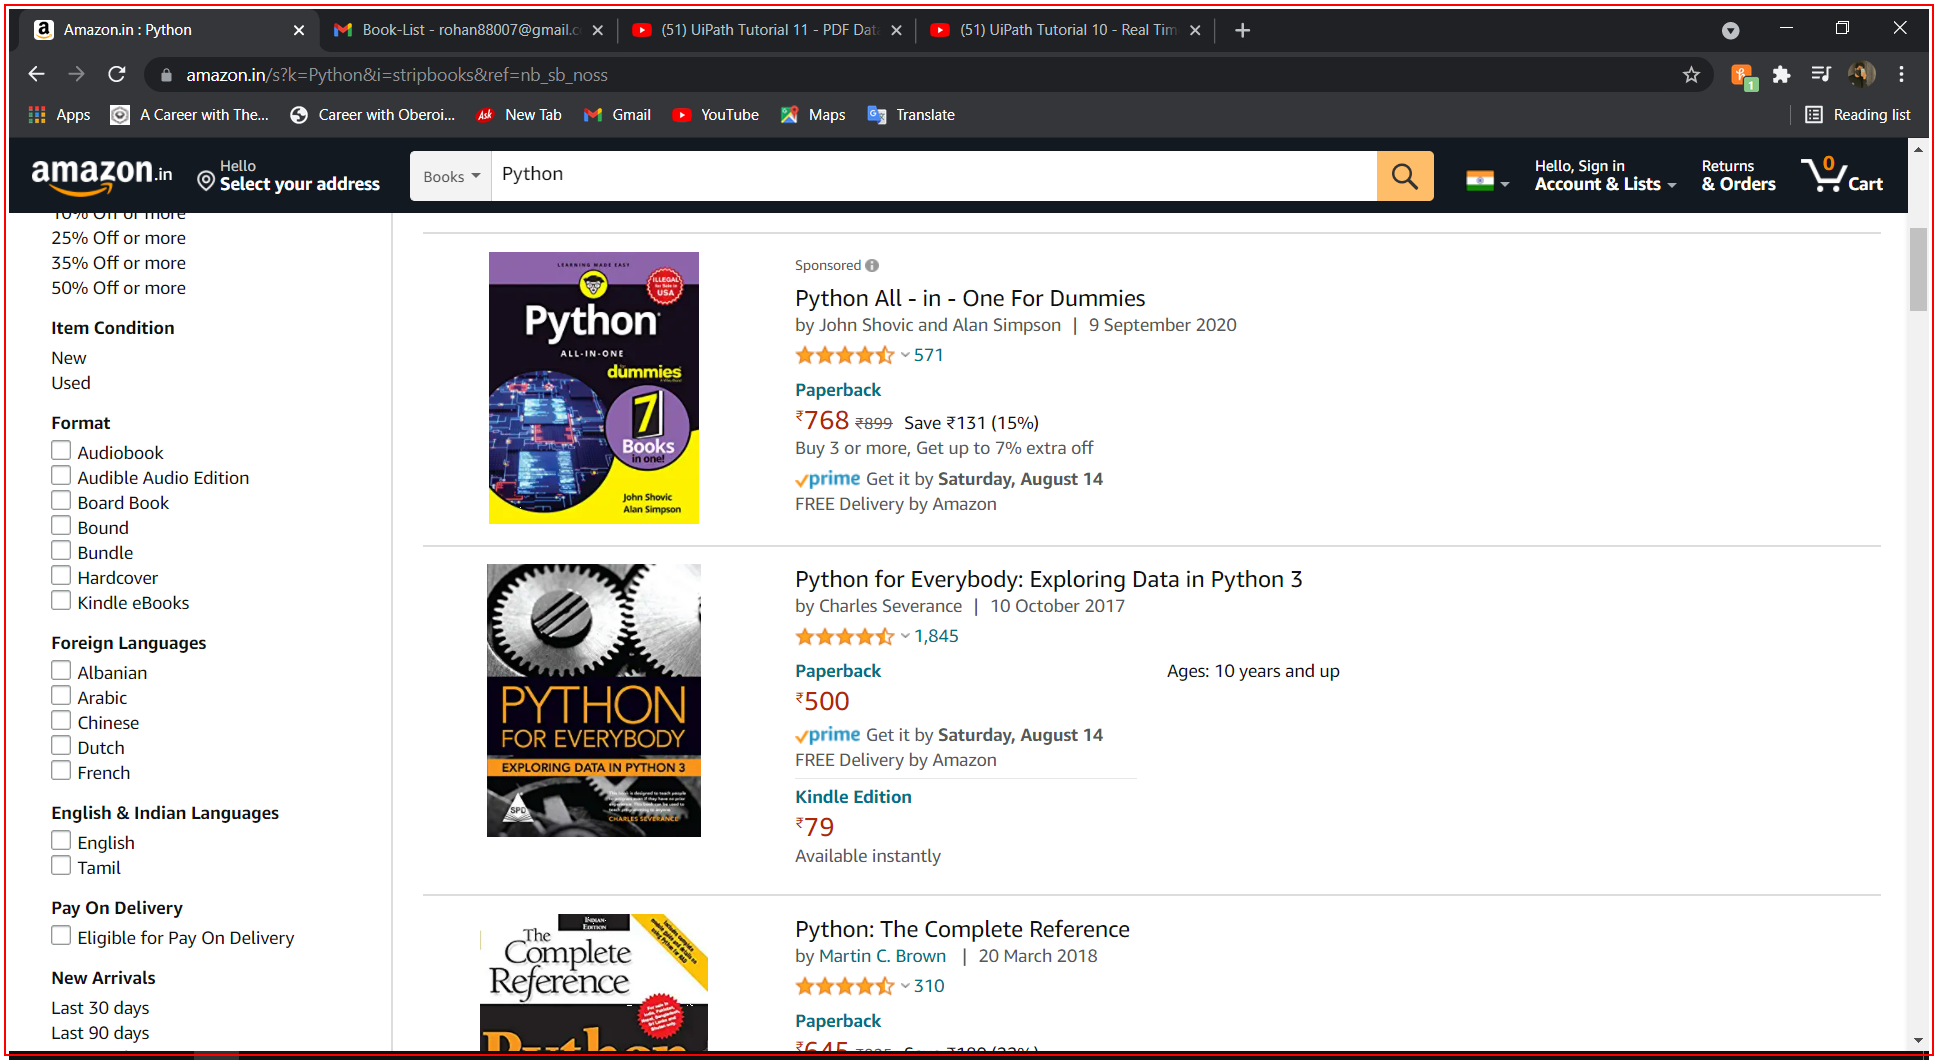 Amazon.in : Python
Book-List - rohan88007@gmail.c
(51) UiPath Tutorial 11 - PDF Dat
(51) UiPath Tutorial 10 - Real Tim
amazon.in/s?k=Python&i=stripbooks&ref=nb_sb_noss
1
Apps
A Career with The...
Career with Oberoi...
Ask
New Tab
Gmail
YouTube
Maps
Translate
Reading list
amazon.in
Hello
Select your address
Books
Python
Hello, Sign in
Account & Lists
Returns
& Orders
0
Cart
10% Off or more
25% Off or more
35% Off or more
50% Off or more
Item Condition
New
Used
Format
Audiobook
Audible Audio Edition
Board Book
Bound
Bundle
Hardcover
Kindle eBooks
Foreign Languages
Albanian
Arabic
Chinese
Dutch
French
English & Indian Languages
English
Tamil
Pay On Delivery
Eligible for Pay On Delivery
New Arrivals
Last 30 days
Last 90 days
LEARNING MADE EASY
ILLEGAL
for Sale in
USA
Python
ALL-IN-ONE
for
dummies
7
Books
in one!
John Shovic
Alan Simpson
Sponsored
Python All - in - One For Dummies
by John Shovic and Alan Simpson | 9 September 2020
571
Paperback
₹768 ₹899 Save ₹131 (15%)
Buy 3 or more, Get up to 7% extra off
prime Get it by Saturday, August 14
FREE Delivery by Amazon
PYTHON
FOR EVERYBODY
EXPLORING DATA IN PYTHON 3
SPD
CHARLES SEVERANCE
Python for Everybody: Exploring Data in Python 3
by Charles Severance | 10 October 2017
1,845
Paperback
₹500
prime Get it by Saturday, August 14
FREE Delivery by Amazon
Ages: 10 years and up
Kindle Edition
₹79
Available instantly
INDIAN
EDITION
The
Complete
Reference
Python
Python: The Complete Reference
by Martin C. Brown | 20 March 2018
310
Paperback
₹645 Save